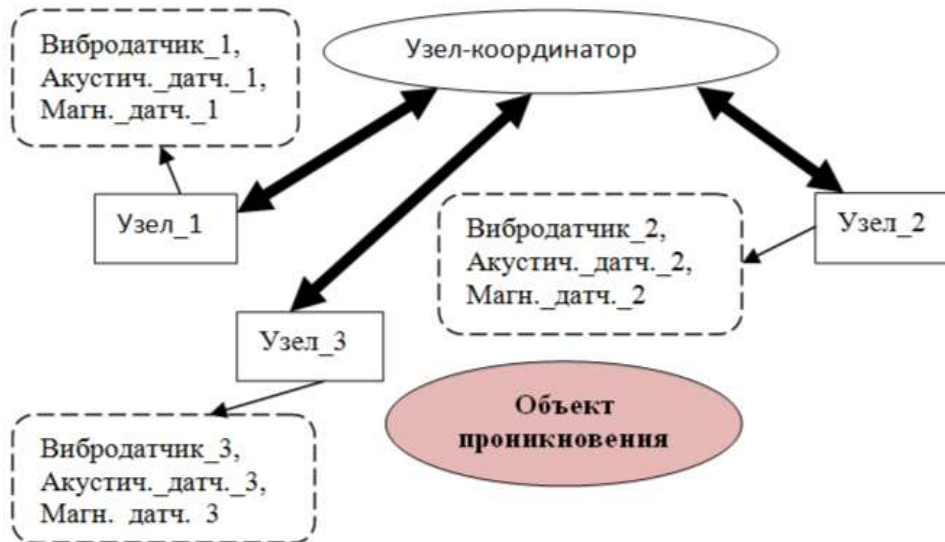 Вибродатчик_1,
Акустич._датч._1,
Магн._датч._1
Узел-координатор
Узел_1
Вибродатчик_2,
Акустич._датч._2,
Магн._датч._2
Узел_2
Узел_3
Объект
проникновения
Вибродатчик_3,
Акустич._датч._3,
Магн. датч. 3